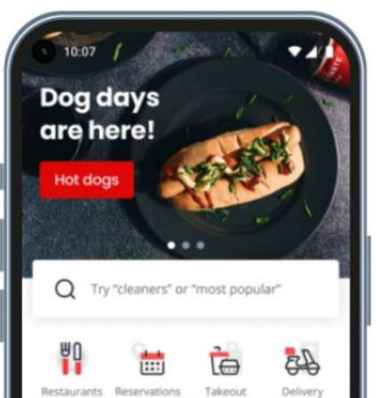 10:07
Dog days
are here!
Hot dogs
Try "cleaners" or "most popular"
Restaurants Reservations Takeout Delivery